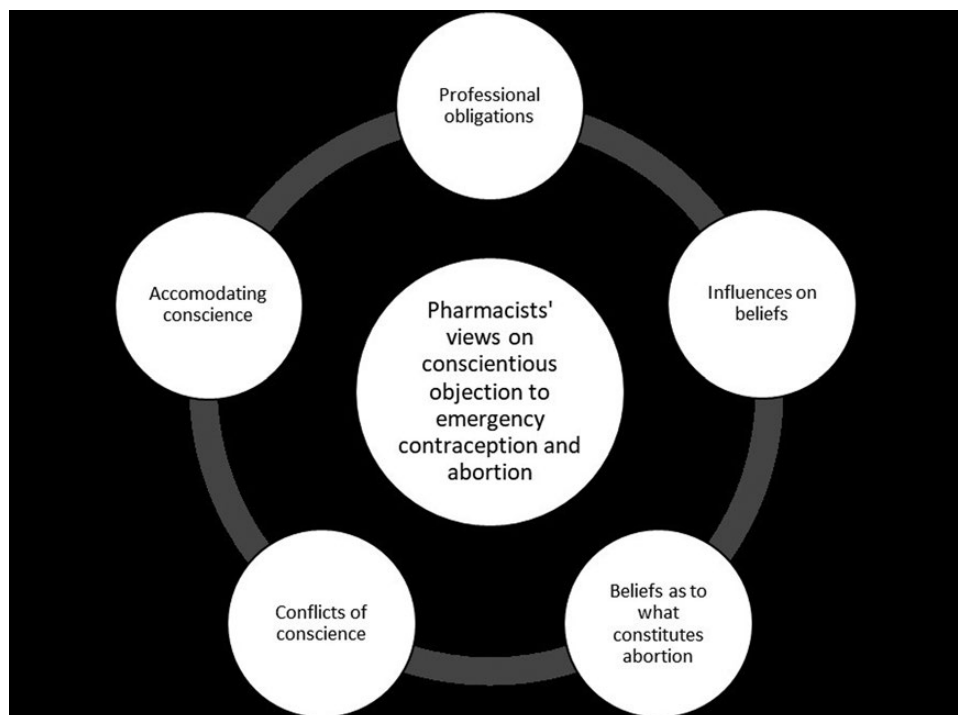 Professional
obligations
Influences on
beliefs
Beliefs as to
what
constitutes
abortion
Conflicts of
conscience
Accomodating
conscience
Pharmacists'
views on
conscientious
objection to
emergency
contraception and
abortion